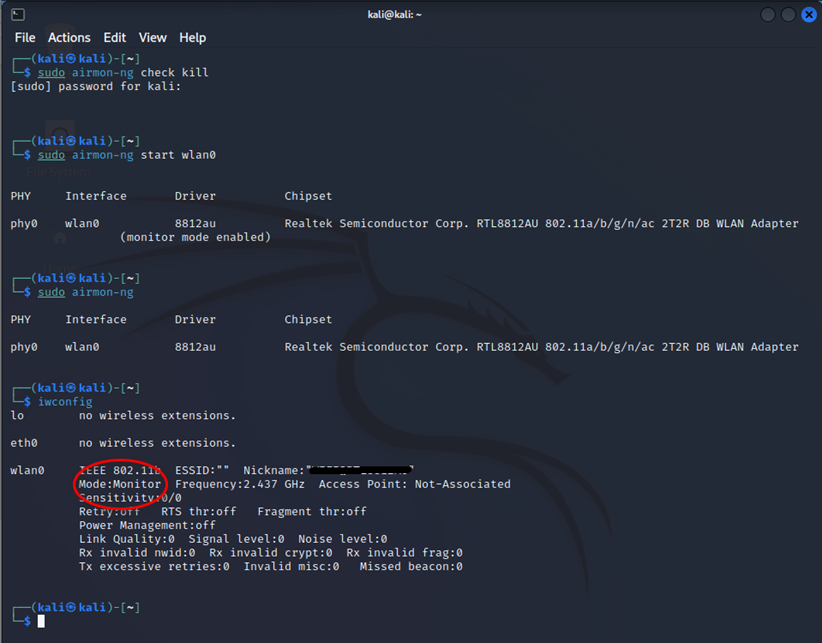 kali@kali: ~
File Actions Edit View Help
┌──(kali㉿kali)-[~]
└─$ sudo airmon-ng check kill
[sudo] password for kali:
┌──(kali㉿kali)-[~]
└─$ sudo airmon-ng start wlan0
PHY Interface Driver Chipset
phy0 wlan0 8812au Realtek Semiconductor Corp. RTL8812AU 802.11a/b/g/n/ac 2T2R DB WLAN Adapter
(monitor mode enabled)
┌──(kali㉿kali)-[~]
└─$ sudo airmon-ng
PHY Interface Driver Chipset
phy0 wlan0 8812au Realtek Semiconductor Corp. RTL8812AU 802.11a/b/g/n/ac 2T2R DB WLAN Adapter
┌──(kali㉿kali)-[~]
└─$ iwconfig
lo no wireless extensions.
eth0 no wireless extensions.
wlan0 IEEE 802.11b ESSID:"" Nickname:" "
Mode:Monitor Frequency:2.437 GHz Access Point: Not-Associated
Sensitivity:0/0
Retry:off RTS thr:off Fragment thr:off
Power Management:off
Link Quality:0 Signal level:0 Noise level:0
Rx invalid nwid:0 Rx invalid crypt:0 Rx invalid frag:0
Tx excessive retries:0 Invalid misc:0 Missed beacon:0
┌──(kali㉿kali)-[~]
└─$